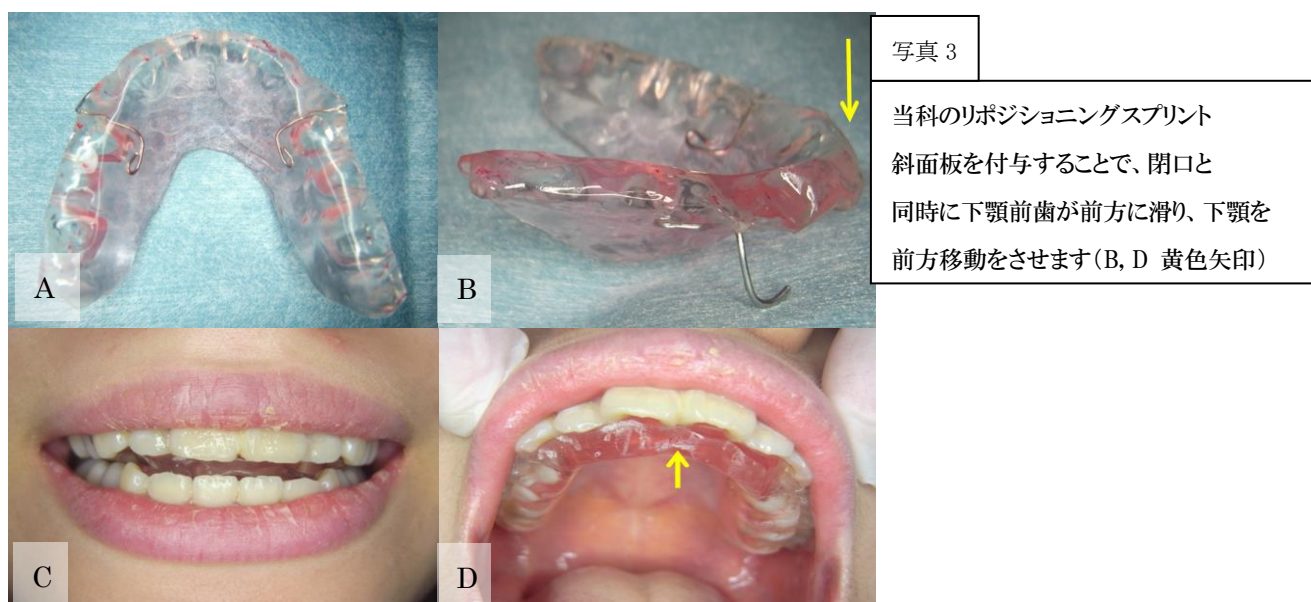 A
B
C
D
写真 3
当科のリポジショニングスプリント
斜面板を付与することで、閉口と
同時に下顎前歯が前方に滑り、下顎を
前方移動をさせます(B, D 黄色矢印)